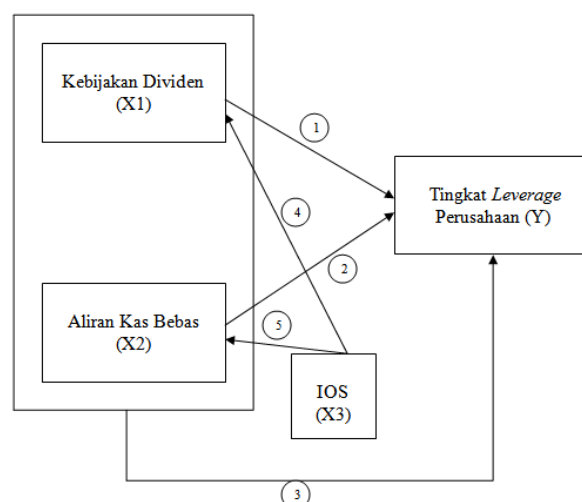 Kebijakan Dividen
(X1)
1
Tingkat Leverage
Perusahaan (Y)
4
2
Aliran Kas Bebas
(X2)
5
IOS
(X3)
3